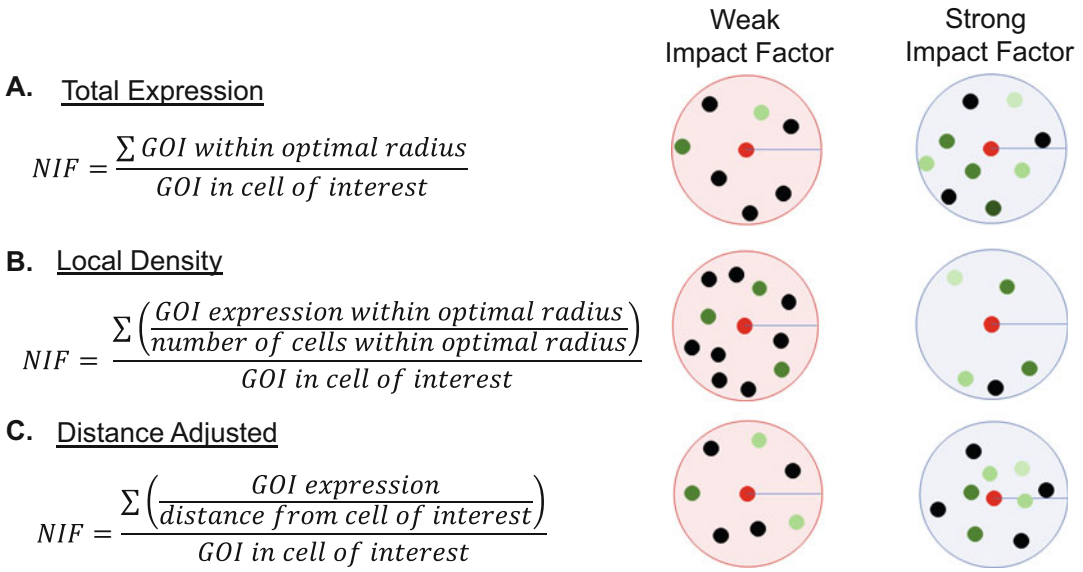 Weak
Impact Factor
Strong
Impact Factor
A. Total Expression
NIF = ∑ GOI within optimal radius
GOI in cell of interest
B. Local Density
NIF = ∑ (GOI expression within optimal radius
number of cells within optimal radius)
GOI in cell of interest
C. Distance Adjusted
NIF = ∑ (GOI expression
distance from cell of interest)
GOI in cell of interest